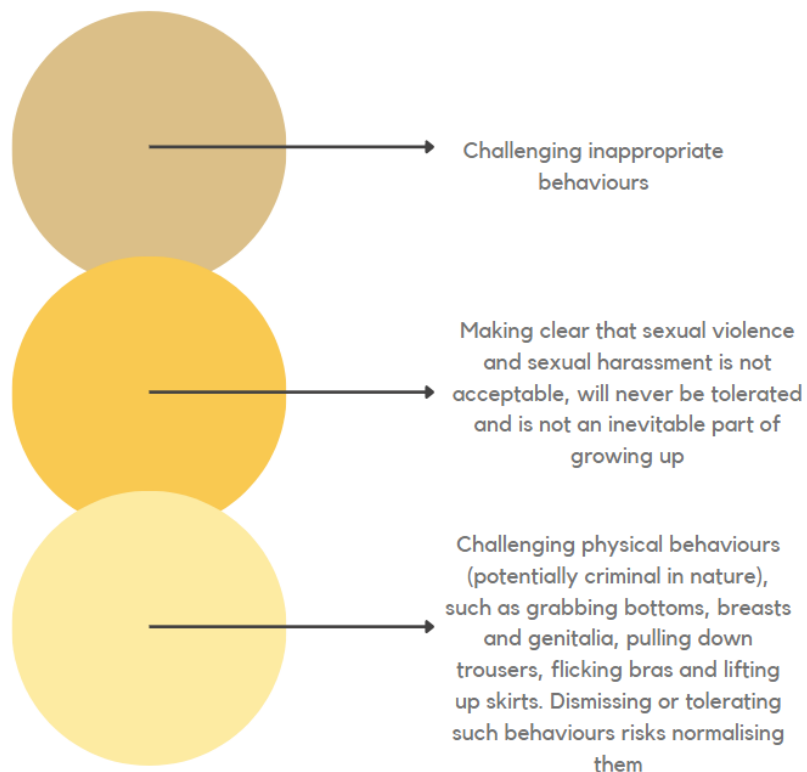 Challenging inappropriate
behaviours
Making clear that sexual violence
and sexual harassment is not
acceptable, will never be tolerated
and is not an inevitable part of
growing up
Challenging physical behaviours
(potentially criminal in nature),
such as grabbing bottoms, breasts
and genitalia, pulling down
trousers, flicking bras and lifting
up skirts. Dismissing or tolerating
such behaviours risks normalising
them